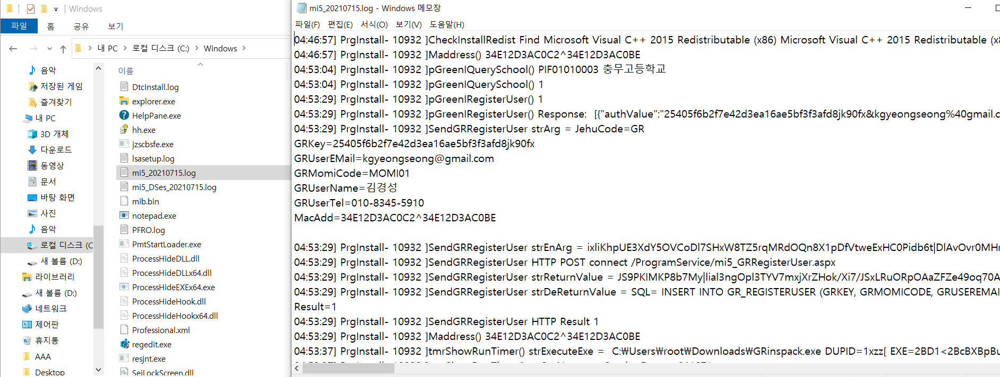 Windows
파일 홈 공유 보기
내 PC 로컬 디스크 (C:) Windows
음악
저장된 게임
즐겨찾기
내 PC
3D 개체
다운로드
동영상
문서
바탕 화면
사진
음악
로컬 디스크 (C
새 볼륨 (D:)
라이브러리
새 볼륨 (D:)
네트워크
제어판
휴지통
AAA
Desktop
이름
DtcInstall.log
explorer.exe
HelpPane.exe
hh.exe
jzscbsfe.exe
lsasetup.log
mi5_20210715.log
mi5_DSes_20210715.log
mib.bin
notepad.exe
PFRO.log
PmtStartLoader.exe
ProcessHideDLL.dll
ProcessHideDLLx64.dll
ProcessHideEXEx64.exe
ProcessHideHook.dll
ProcessHideHookx64.dll
Professional.xml
regedit.exe
resjnt.exe
SeiLockScreen.dll
mi5_20210715.log - Windows 메모장
파일(F) 편집(E) 서식(O) 보기(V) 도움말(H)
04:46:57] PrgInstall- 10932 ]CheckInstallRedist Find Microsoft Visual C++ 2015 Redistributable (x86) Microsoft Visual C++ 2015 Redistributable (x8
04:46:57] PrgInstall- 10932 ]Maddress() 34E12D3AC0C2^34E12D3AC0BE
04:53:04] PrgInstall- 10932 ]pGreenIQuerySchool() PIF01010003 충무고등학교
04:53:04] PrgInstall- 10932 ]pGreenIQuerySchool() 1
04:53:29] PrgInstall- 10932 ]pGreenIRegisterUser() 1
04:53:29] PrgInstall- 10932 ]pGreenIRegisterUser() Response: [{"authValue":"25405f6b2f7e42d3ea16ae5bf3f3afd8jk90fx&kgyeongseong%40gmail.c
04:53:29] PrgInstall- 10932 ]SendGRRegisterUser strArg = JehuCode=GR
GRKey=25405f6b2f7e42d3ea16ae5bf3f3afd8jk90fx
GRUserEMail=kgyeongseong@gmail.com
GRMomiCode=MOMI01
GRUserName=김경성
GRUserTel=010-8345-5910
MacAdd=34E12D3AC0C2^34E12D3AC0BE
04:53:29] PrgInstall- 10932 ]SendGRRegisterUser strEnArg = ixliKhpUE3XdY5OVCoDl7SHxW8TZ5rqMRdOQn8X1pDfVtweExHC0Pidb6t|DlAvOvr0MHr
04:53:29] PrgInstall- 10932 ]SendGRRegisterUser HTTP POST connect /ProgramService/mi5_GRRegisterUser.aspx
04:53:29] PrgInstall- 10932 ]SendGRRegisterUser strReturnValue = JS9PKIMKP8b7My|lial3ngOpl3TYV7mxjXrZHok/Xi7/JSxLRuORpOAaZFZe49oq70A
04:53:29] PrgInstall- 10932 ]SendGRRegisterUser strDeReturnValue = SQL= INSERT INTO GR_REGISTERUSER (GRKEY, GRMOMICODE, GRUSEREMAI
Result=1
04:53:29] PrgInstall- 10932 ]SendGRRegisterUser HTTP Result 1
04:53:29] PrgInstall- 10932 ]Maddress() 34E12D3AC0C2^34E12D3AC0BE
04:53:37] PrgInstall- 10932 ]tmrShowRunTimer() strExecuteExe = C:₩Users₩root₩Downloads₩GRinspack.exe DUPID=1xzz[ EXE=2BD1<2BcBXBpBu